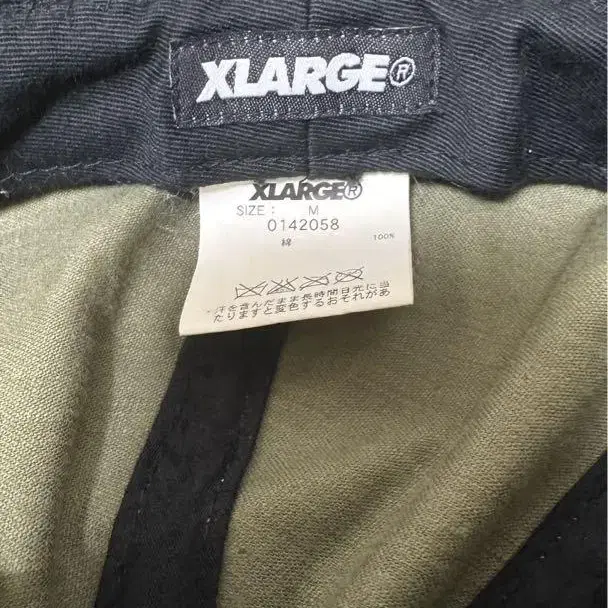 XLARGE®
XLARGE®
SIZE : M
0142058
綿 100%
汗を含んだまま長時間日光に当
たりますと変色するおそれがあ